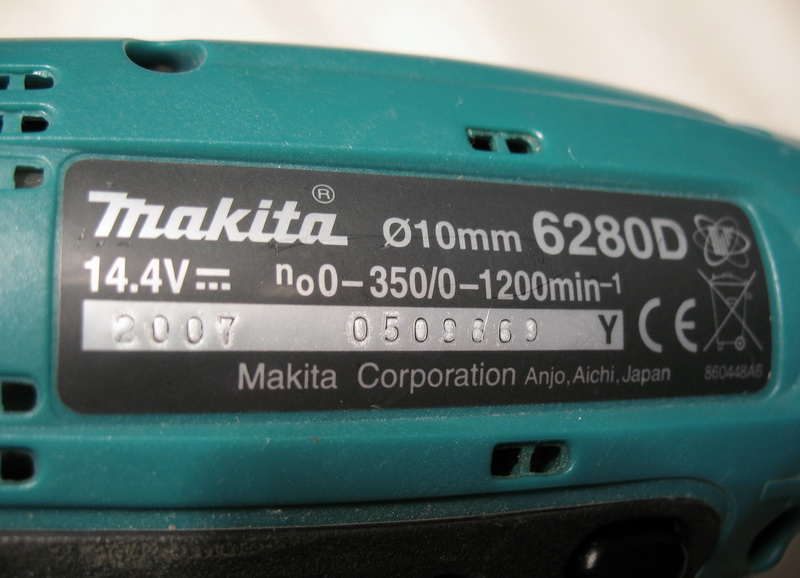 makita® Ø10mm 6280D
14.4V⎓ n₀0–350/0–1200min⁻¹
2007 Y
CE
Makita Corporation Anjo, Aichi, Japan 860448A6